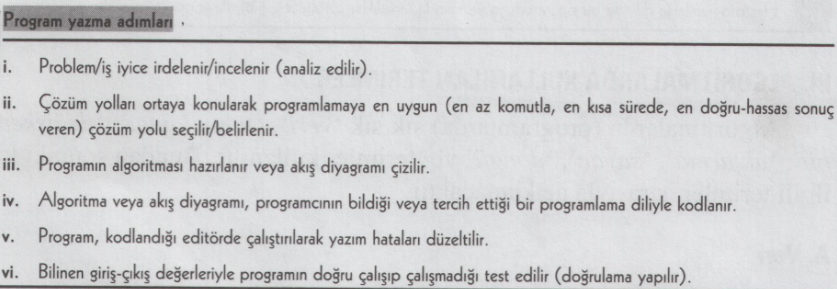 Program yazma adımları
i. Problem/iş iyice irdelenir/incelenir (analiz edilir).
ii. Çözüm yolları ortaya konularak programlamaya en uygun (en az komutla, en kısa sürede, en doğru-hassas sonuç
veren) çözüm yolu seçilir/belirlenir.
iii. Programın algoritması hazırlanır veya akış diyagramı çizilir.
iv. Algoritma veya akış diyagramı, programcının bildiği veya tercih ettiği bir programlama diliyle kodlanır.
v. Program, kodlandığı editörde çalıştırılarak yazım hataları düzeltilir.
vi. Bilinen giriş-çıkış değerleriyle programın doğru çalışıp çalışmadığı test edilir (doğrulama yapılır).